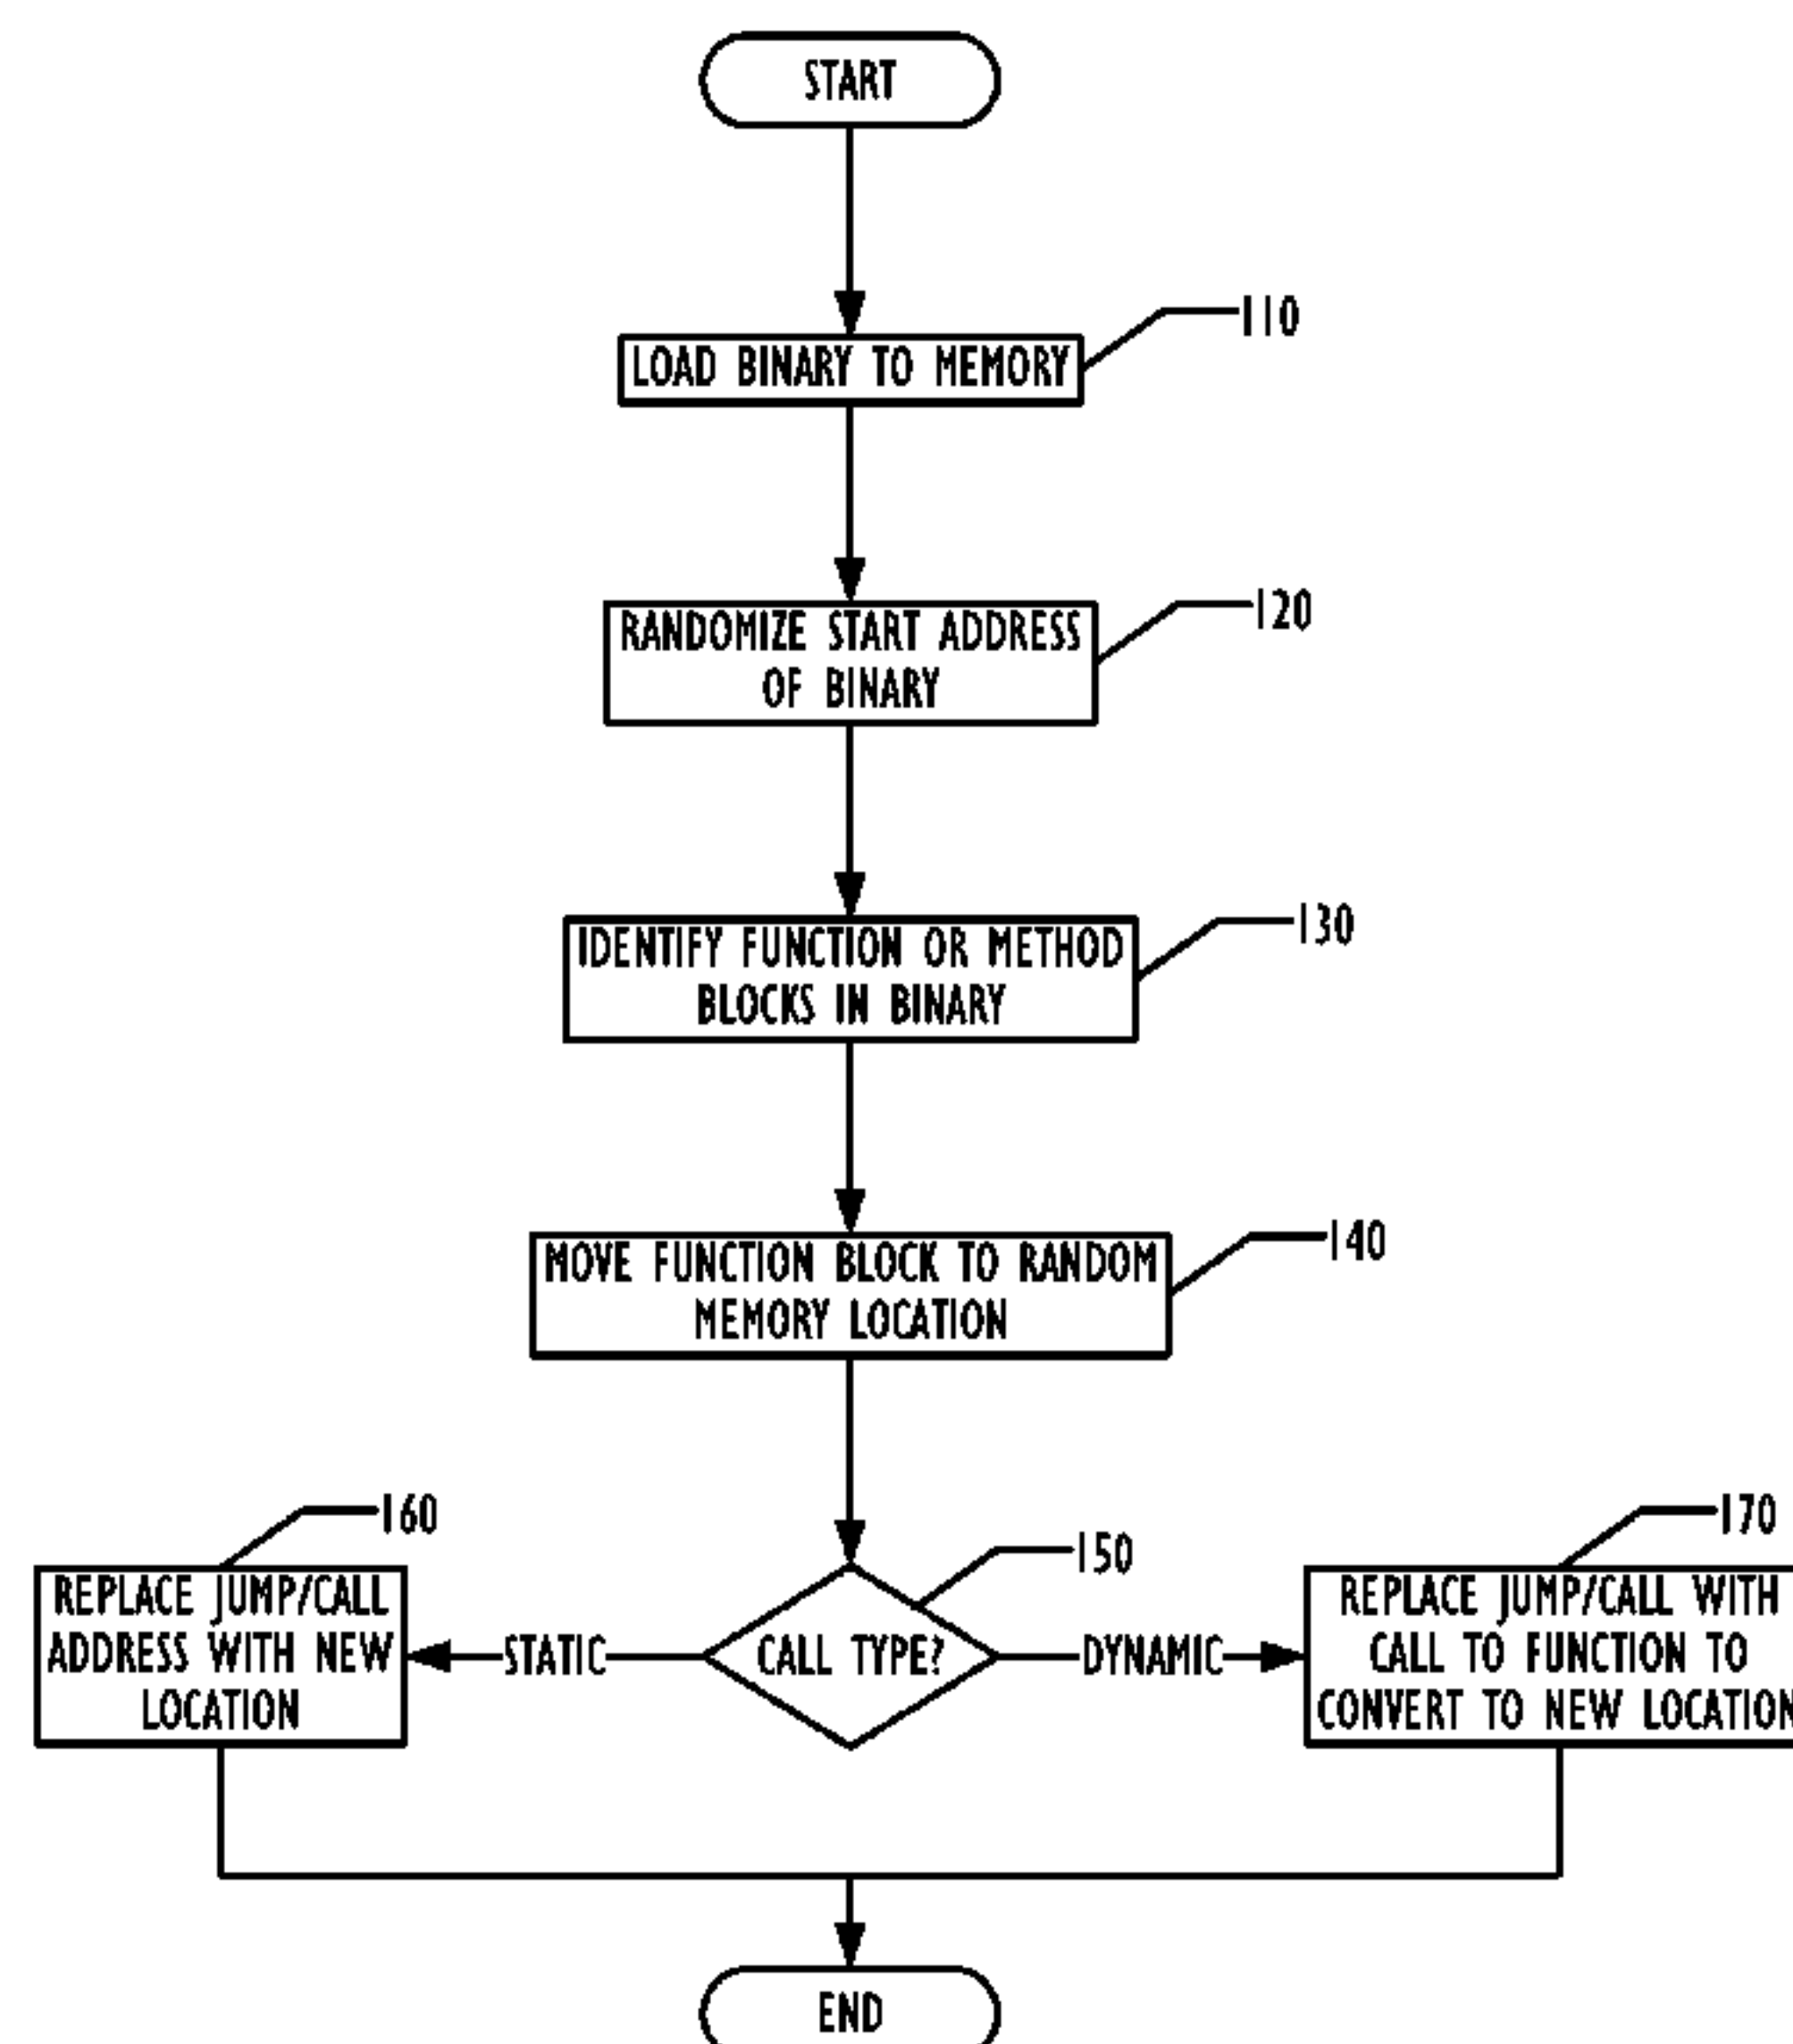 START
110
LOAD BINARY TO MEMORY
120
RANDOMIZE START ADDRESS
OF BINARY
130
IDENTIFY FUNCTION OR METHOD
BLOCKS IN BINARY
140
MOVE FUNCTION BLOCK TO RANDOM
MEMORY LOCATION
160
REPLACE JUMP/CALL
ADDRESS WITH NEW
LOCATION
STATIC
150
CALL TYPE?
DYNAMIC
170
REPLACE JUMP/CALL WITH
CALL TO FUNCTION TO
CONVERT TO NEW LOCATION
END